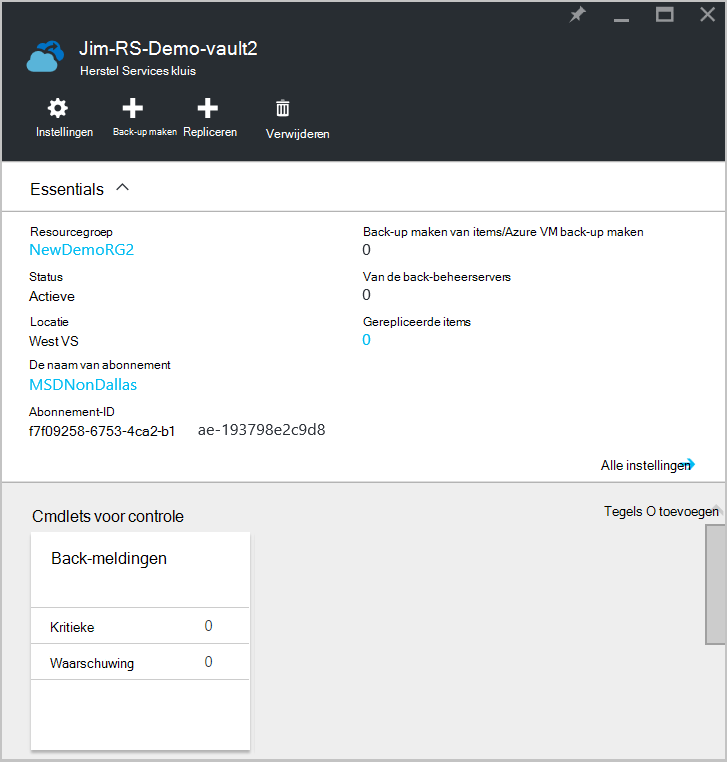 Jim-RS-Demo-vault2
Herstel Services kluis
Instellingen
Back-up maken
Repliceren
Verwijderen
Essentials
Resourcegroep
NewDemoRG2
Status
Actieve
Locatie
West VS
De naam van abonnement
MSDNonDallas
Abonnement-ID
f7f09258-6753-4ca2-b1 ae-193798e2c9d8
Back-up maken van items/Azure VM back-up maken
0
Van de back-beheerservers
0
Gerepliceerde items
0
Alle instellingen
Cmdlets voor controle
Tegels O toevoegen
Back-meldingen
Kritieke 0
Waarschuwing 0